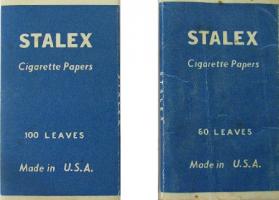 STALEX
Cigarette Papers
100 LEAVES
Made in U.S.A.
STALEX
Cigarette Papers
60 LEAVES
Made in U.S.A.